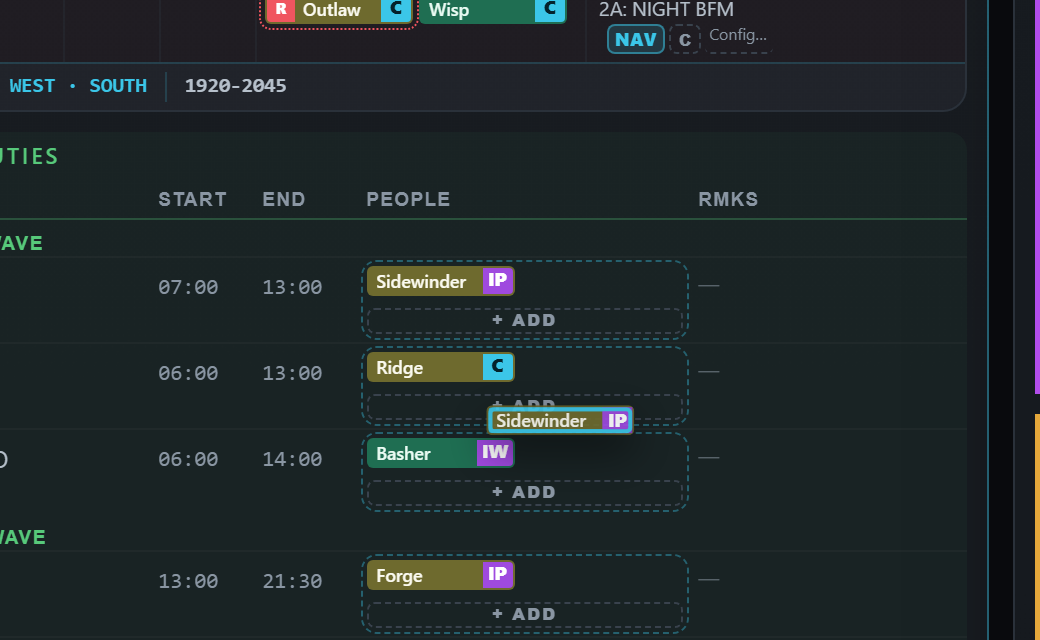 R Outlaw C Wisp C 2A: NIGHT BFM
NAV C Config...
WEST · SOUTH 1920-2045
UTIES
START END PEOPLE RMKS
WAVE
07:00 13:00 Sidewinder IP —
+ ADD
06:00 13:00 Ridge C —
+ ADD
Sidewinder IP
06:00 14:00 Basher IW —
+ ADD
WAVE
13:00 21:30 Forge IP —
+ ADD